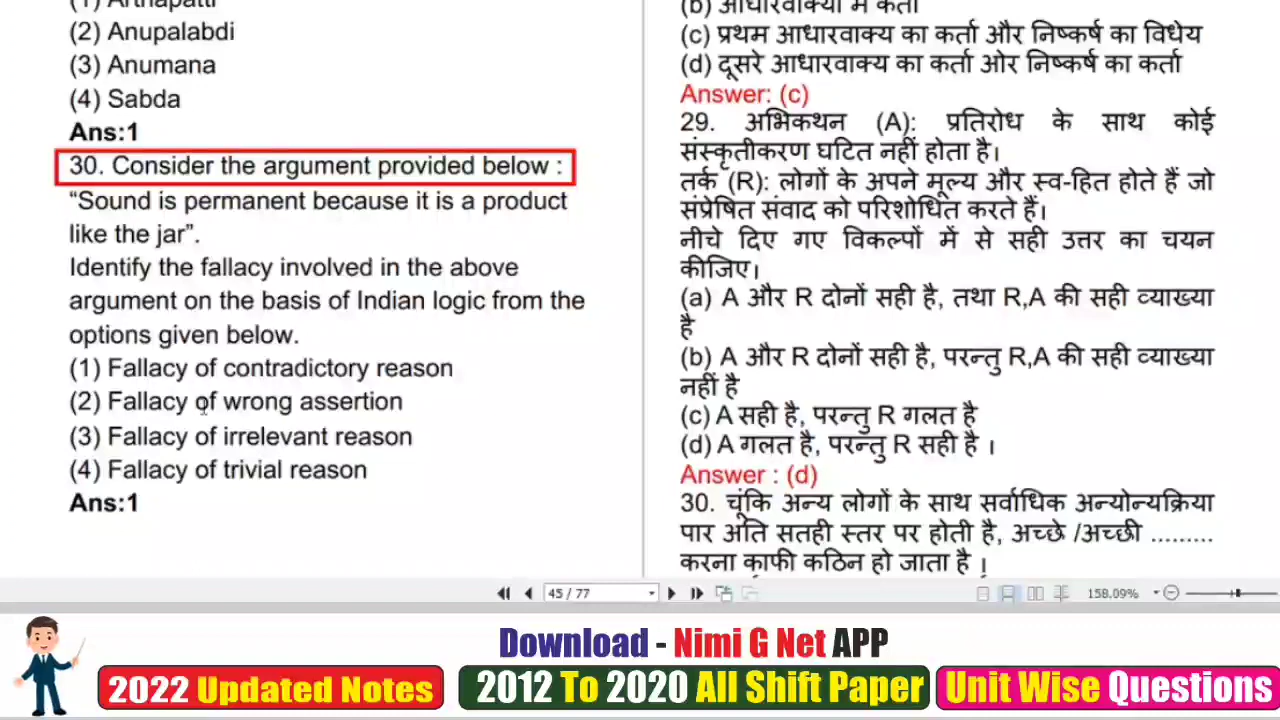 (1) Arthapatti
(2) Anupalabdi
(3) Anumana
(4) Sabda
Ans:1
30. Consider the argument provided below :
“Sound is permanent because it is a product
like the jar”.
Identify the fallacy involved in the above
argument on the basis of Indian logic from the
options given below.
(1) Fallacy of contradictory reason
(2) Fallacy of wrong assertion
(3) Fallacy of irrelevant reason
(4) Fallacy of trivial reason
Ans:1
(b) आधारवाक्यों में कर्ता
(c) प्रथम आधारवाक्य का कर्ता और निष्कर्ष का विधेय
(d) दूसरे आधारवाक्य का कर्ता ओर निष्कर्ष का कर्ता
Answer: (c)
29. अभिकथन (A): प्रतिरोध के साथ कोई
संस्कृतीकरण घटित नहीं होता है।
तर्क (R): लोगों के अपने मूल्य और स्व-हित होते हैं जो
संप्रेषित संवाद को परिशोधित करते हैं।
नीचे दिए गए विकल्पों में से सही उत्तर का चयन
कीजिए।
(a) A और R दोनों सही है, तथा R,A की सही व्याख्या
है
(b) A और R दोनों सही है, परन्तु R,A की सही व्याख्या
नहीं है
(c) A सही है, परन्तु R गलत है
(d) A गलत है, परन्तु R सही है ।
Answer : (d)
30. चूंकि अन्य लोगों के साथ सर्वाधिक अन्योन्यक्रिया
पार अति सतही स्तर पर होती है, अच्छे /अच्छी .........
करना काफी कठिन हो जाता है ।
45 / 77
158.09%
Download - Nimi G Net APP
2022 Updated Notes
2012 To 2020 All Shift Paper
Unit Wise Questions